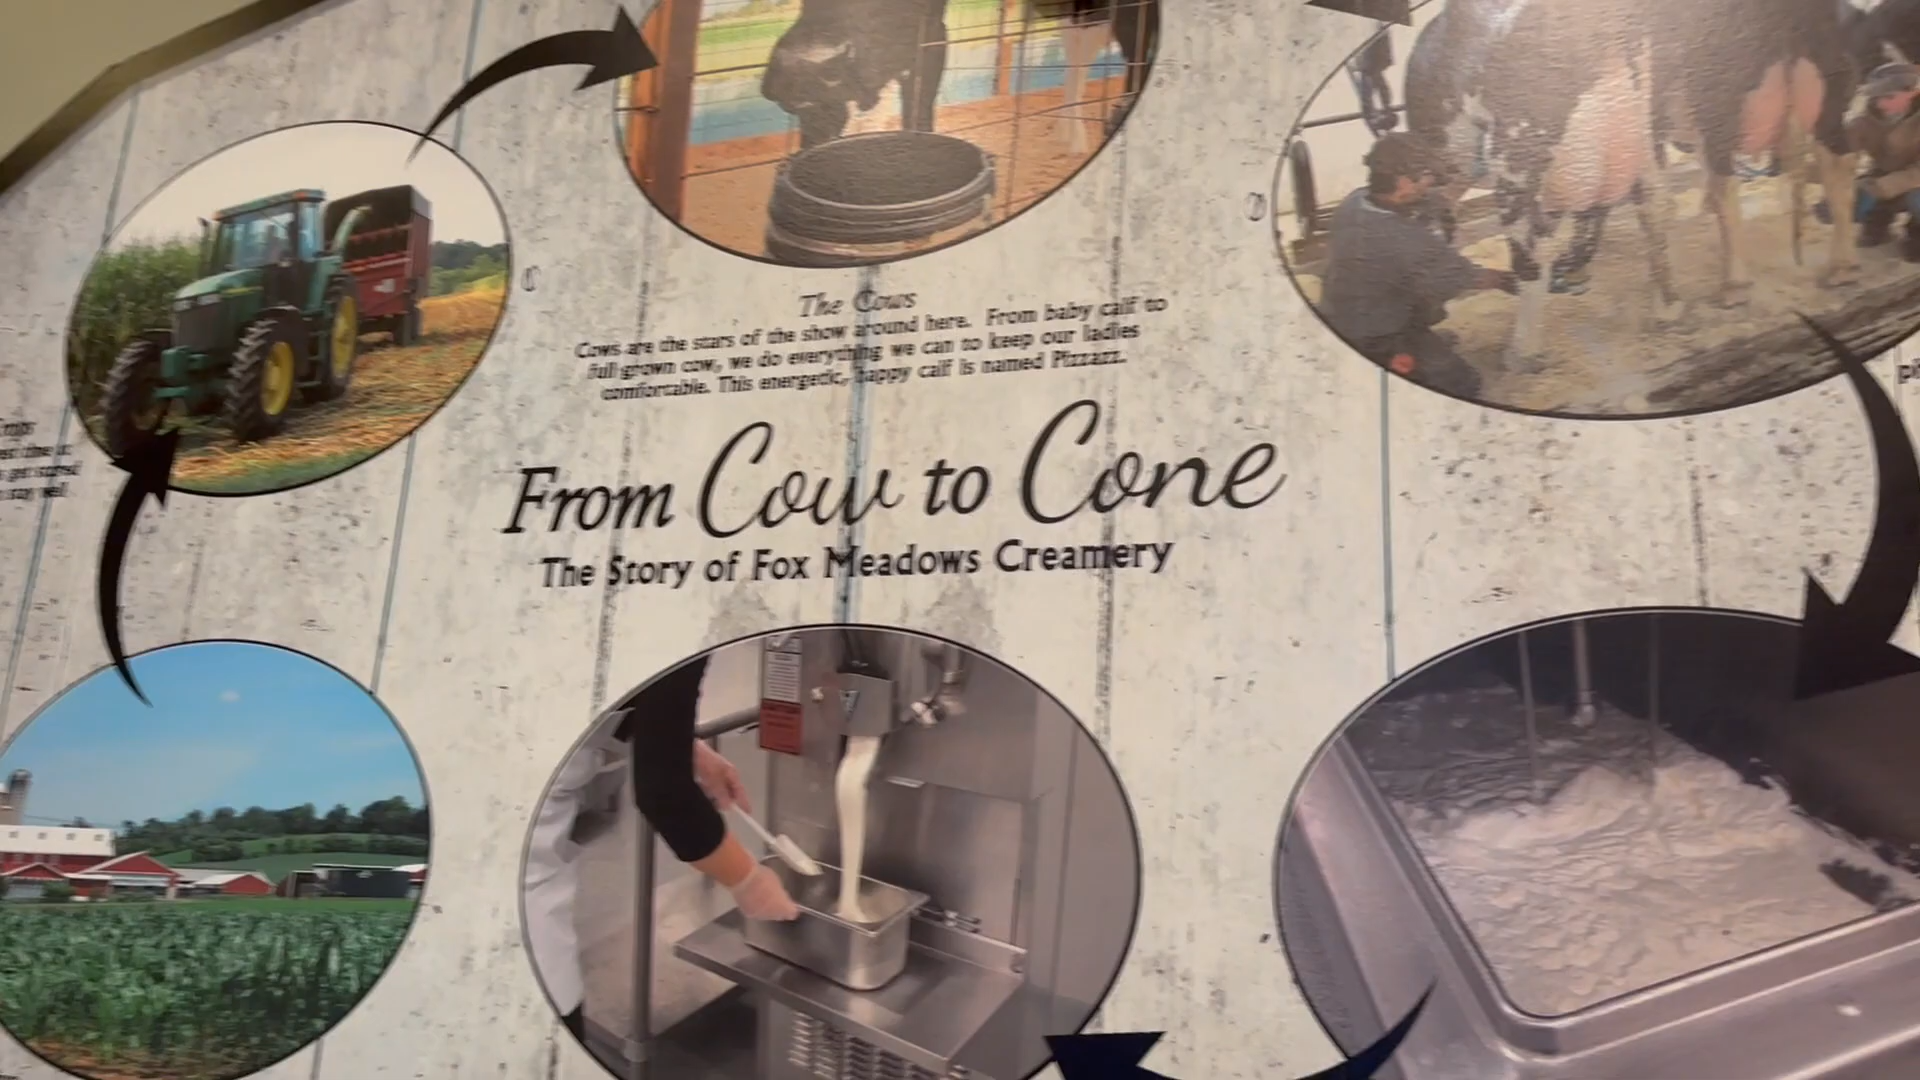 The Cows
Cows are the stars of the show around here. From baby calf to
full grown cow, we do everything we can to keep our ladies
comfortable. This energetic, happy calf is named Pizzazz.
From Cow to Cone
The Story of Fox Meadows Creamery